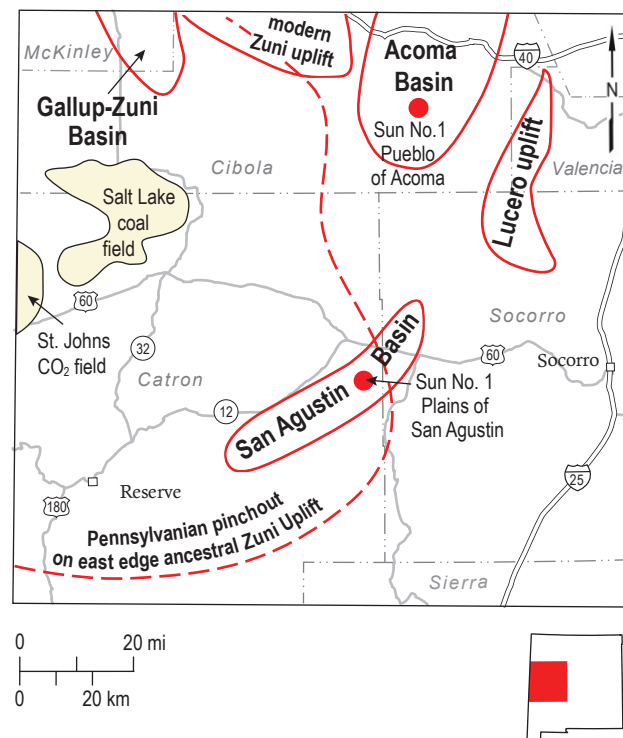 McKinley
modern
Zuni uplift
Acoma
Basin
40
N
Gallup-Zuni
Basin
Sun No.1
Pueblo
of Acoma
Cibola
Valencia
Lucero uplift
Salt Lake
coal
field
60
St. Johns
CO₂ field
32
Catron
Socorro
60
Socorro
San Agustin Basin
Sun No. 1
Plains of
San Agustin
12
Reserve
180
25
Pennsylvanian pinchout
on east edge ancestral Zuni Uplift
Sierra
0 20 mi
0 20 km